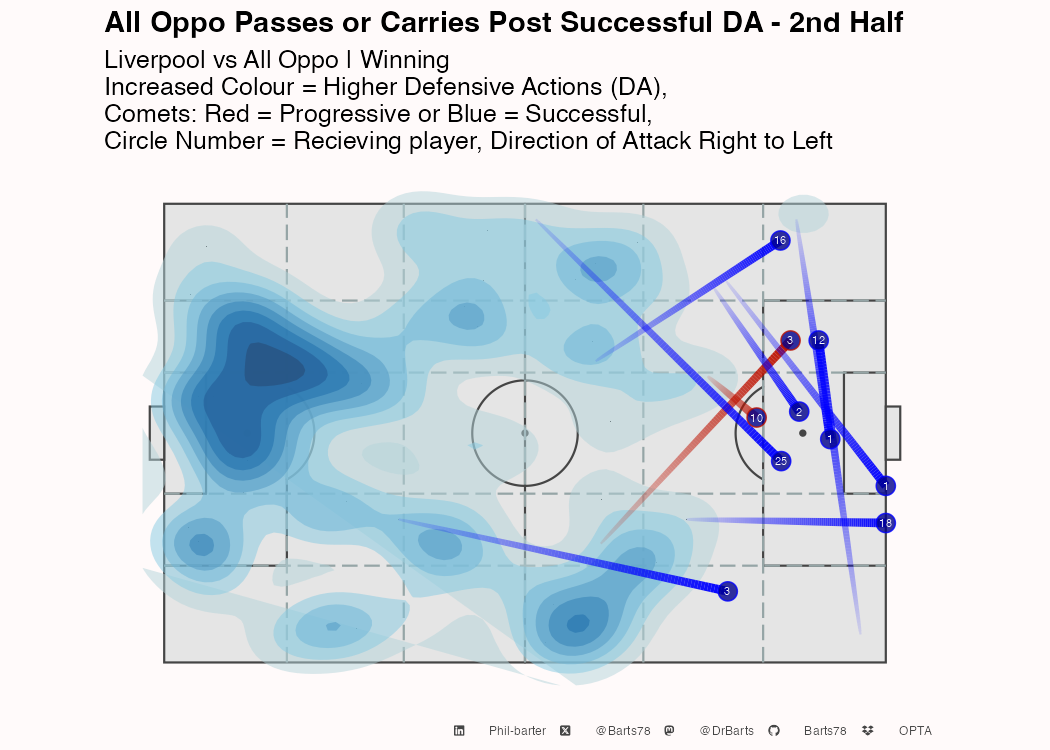 All Oppo Passes or Carries Post Successful DA - 2nd Half
Liverpool vs All Oppo | Winning
Increased Colour = Higher Defensive Actions (DA),
Comets: Red = Progressive or Blue = Successful,
Circle Number = Recieving player, Direction of Attack Right to Left
16
3
12
10
2
1
25
1
18
3
Phil-barter @Barts78 @DrBarts Barts78 OPTA